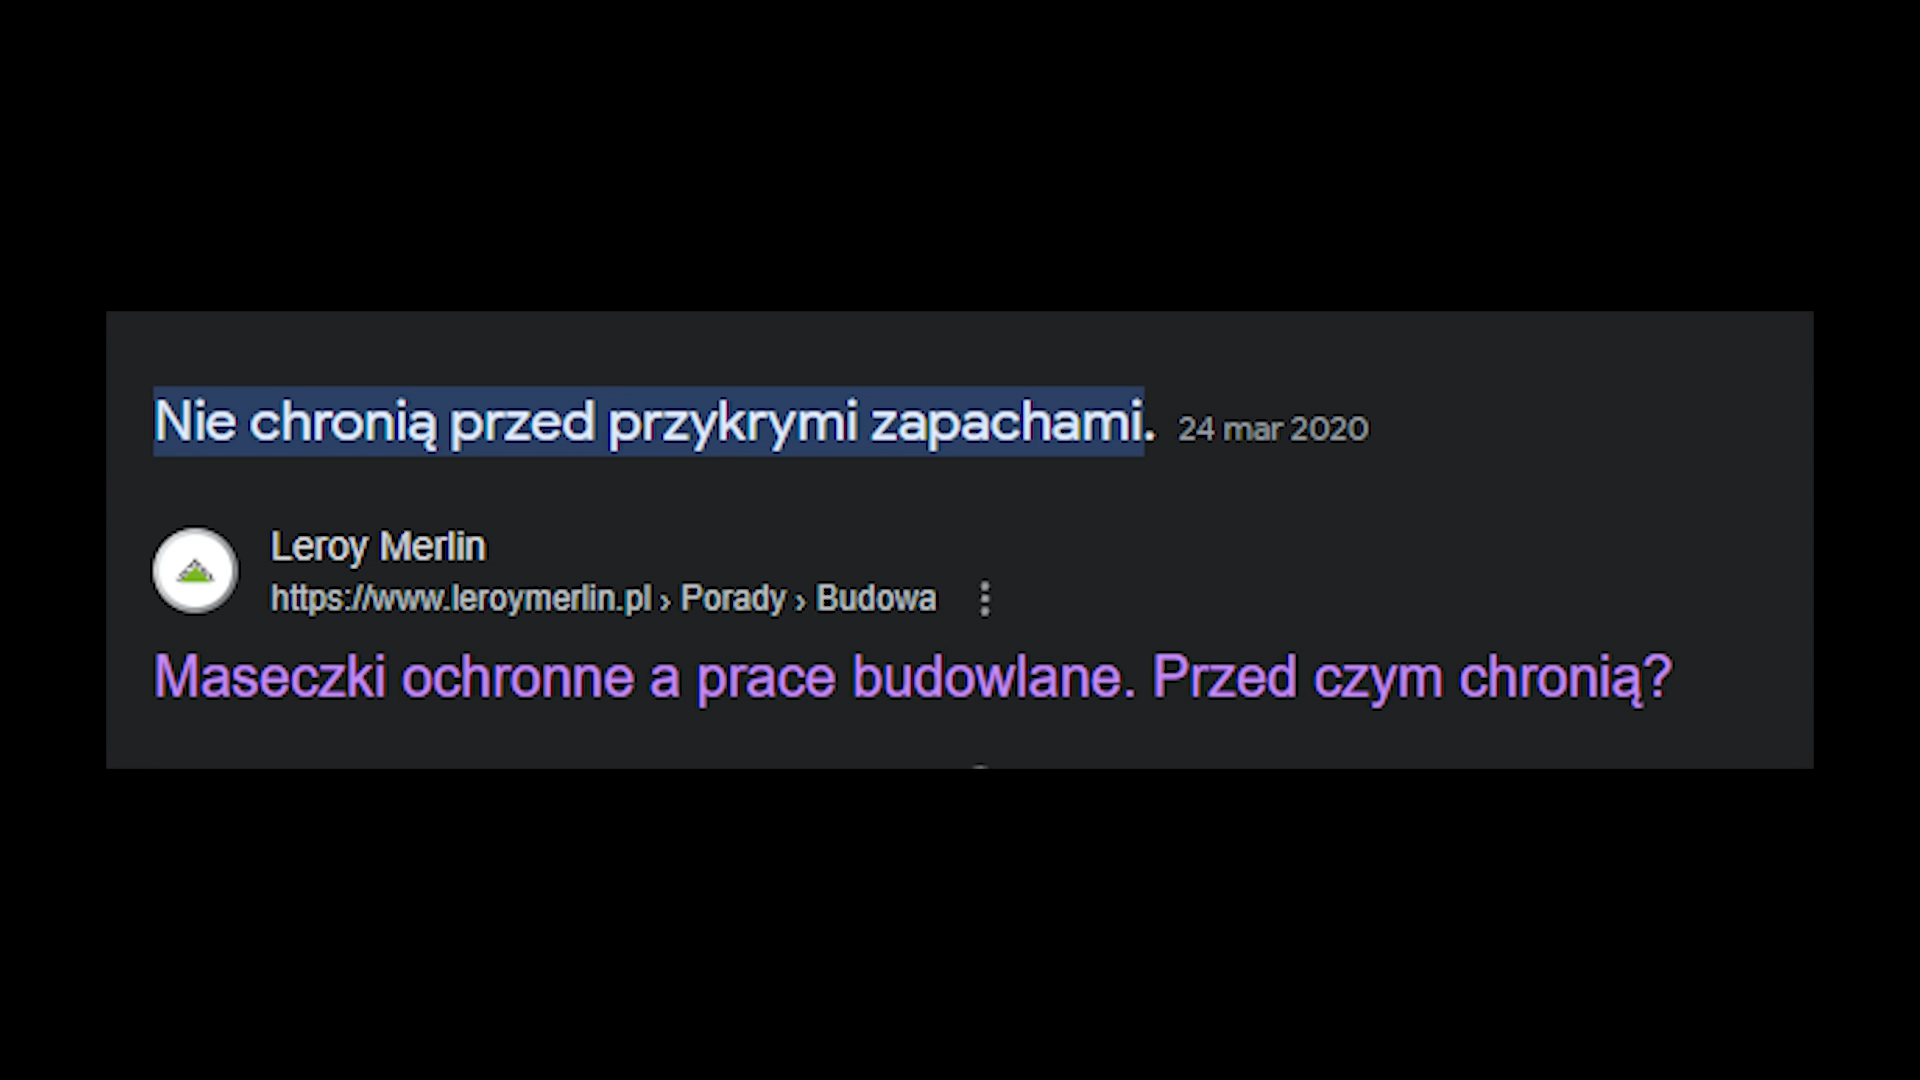 Nie chronią przed przykrymi zapachami. 24 mar 2020
Leroy Merlin
https://www.leroymerlin.pl › Porady › Budowa
Maseczki ochronne a prace budowlane. Przed czym chronią?